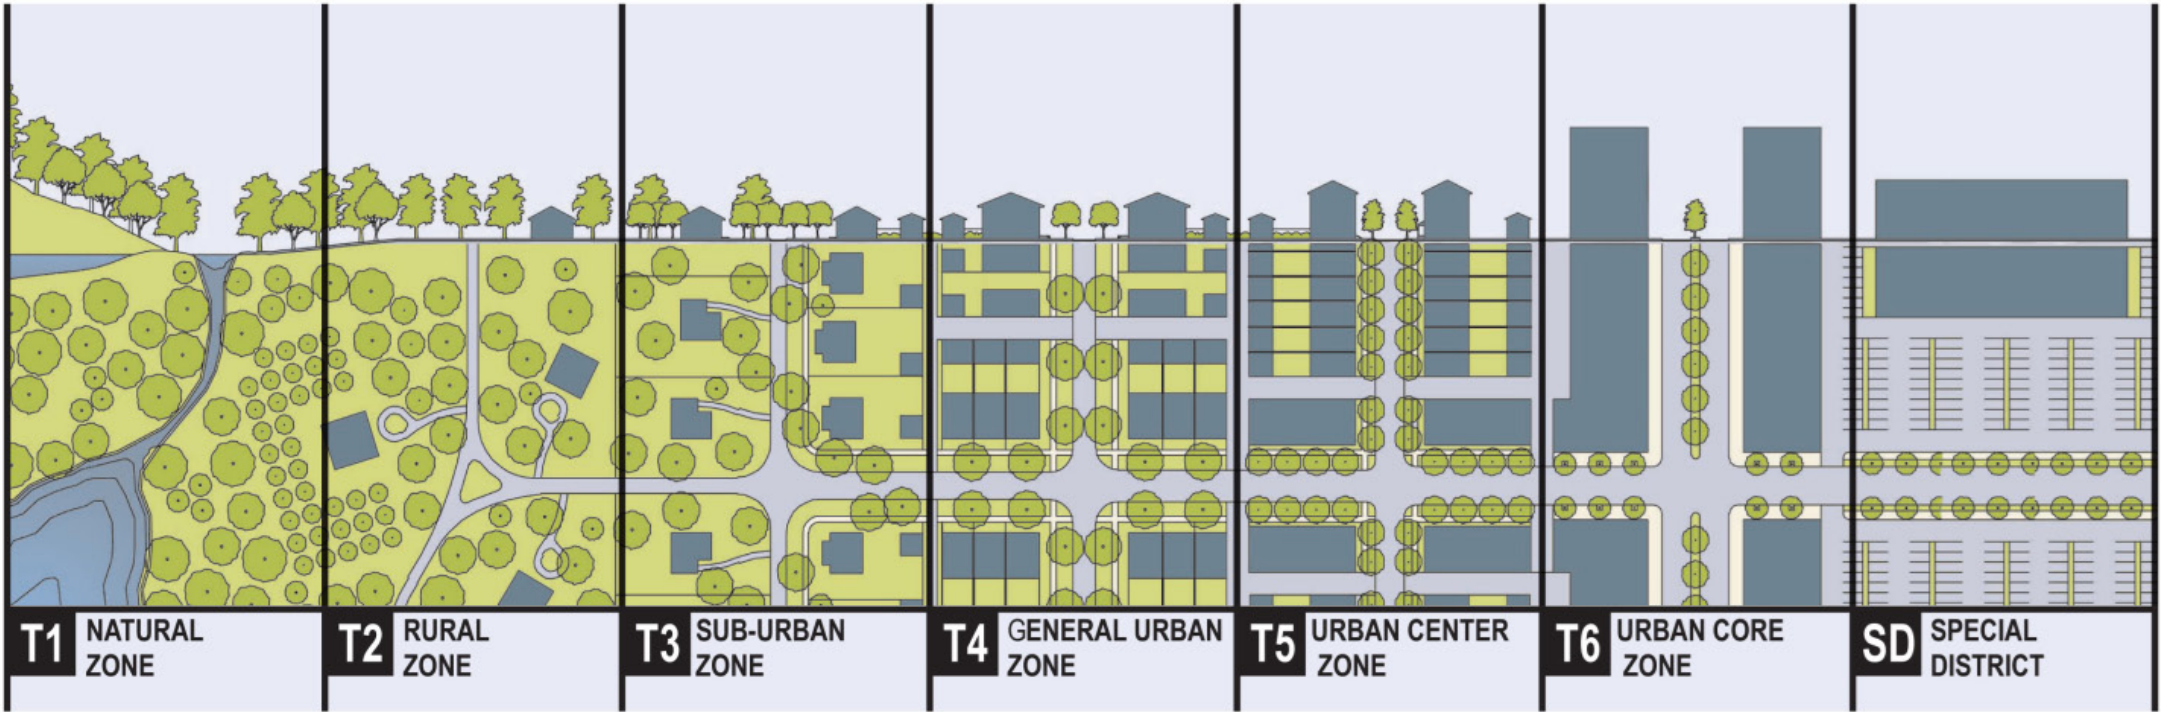 T1 NATURAL
ZONE
T2 RURAL
ZONE
T3 SUB-URBAN
ZONE
T4 GENERAL URBAN
ZONE
T5 URBAN CENTER
ZONE
T6 URBAN CORE
ZONE
SD SPECIAL
DISTRICT